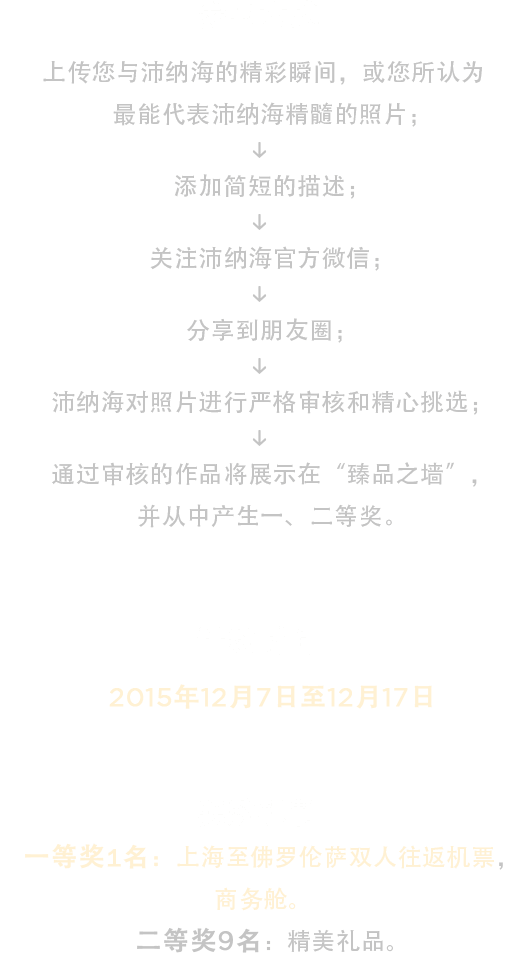 上传您与沛纳海的精彩瞬间，或您所认为
最能代表沛纳海精髓的照片；
↓
添加简短的描述；
↓
关注沛纳海官方微信；
↓
分享到朋友圈；
↓
沛纳海对照片进行严格审核和精心挑选；
↓
通过审核的作品将展示在“臻品之墙”，
并从中产生一、二等奖。
2015年12月7日至12月17日
一等奖1名：上海至佛罗伦萨双人往返机票，
商务舱。
二等奖9名：精美礼品。